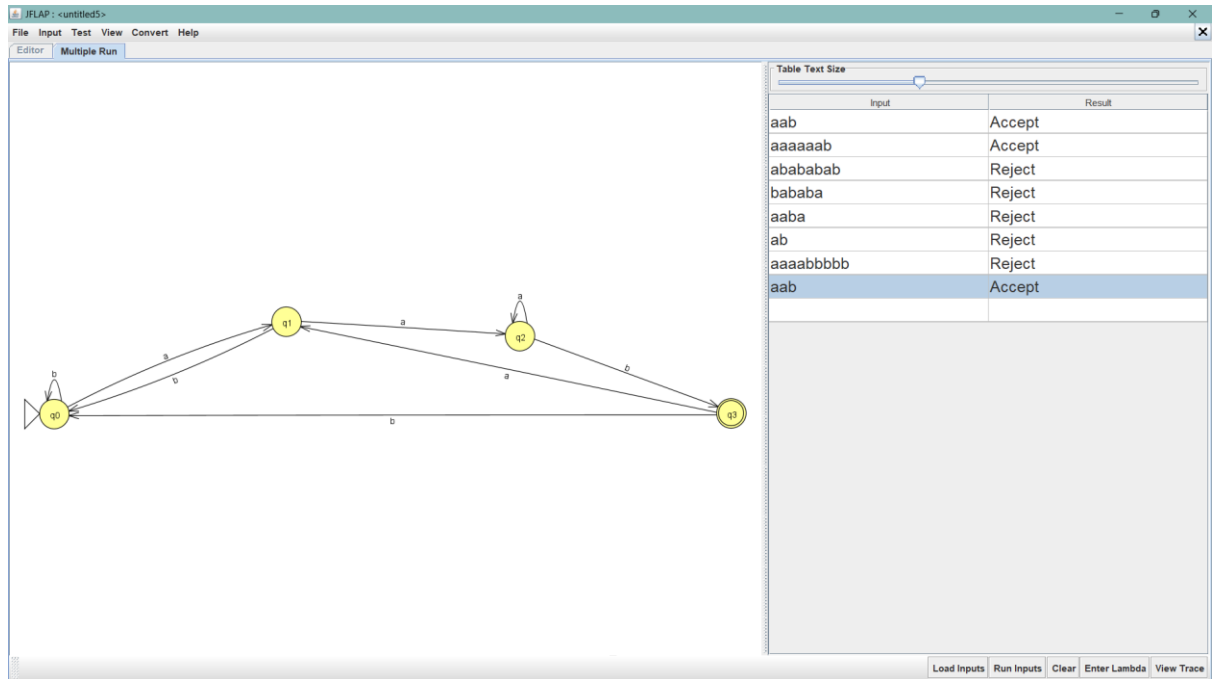 JFLAP : <untitled5>
File Input Test View Convert Help
Editor Multiple Run
Table Text Size
Input Result
aab Accept
aaaaaab Accept
abababab Reject
bababa Reject
aaba Reject
ab Reject
aaaabbbbb Reject
aab Accept
a
q1
a
q2
a
b
b
a
b
a
q0
q3
b
Load Inputs Run Inputs Clear Enter Lambda View Trace